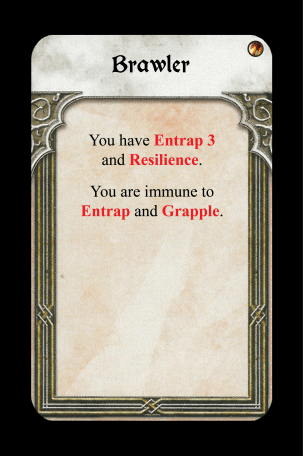 Brawler
You have Entrap 3
and Resilience.
You are immune to
Entrap and Grapple.